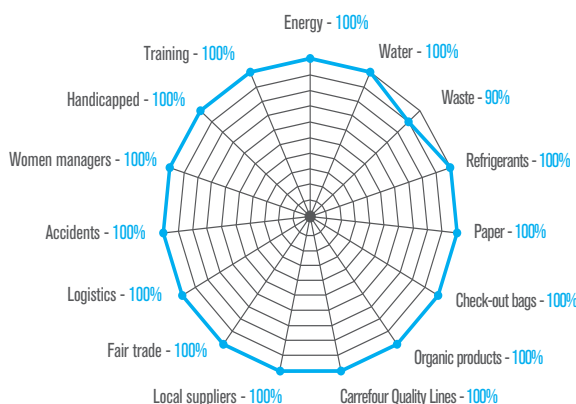 Energy - 100%
Water - 100%
Waste - 90%
Refrigerants - 100%
Paper - 100%
Check-out bags - 100%
Organic products - 100%
Carrefour Quality Lines - 100%
Local suppliers - 100%
Fair trade - 100%
Logistics - 100%
Accidents - 100%
Women managers - 100%
Handicapped - 100%
Training - 100%